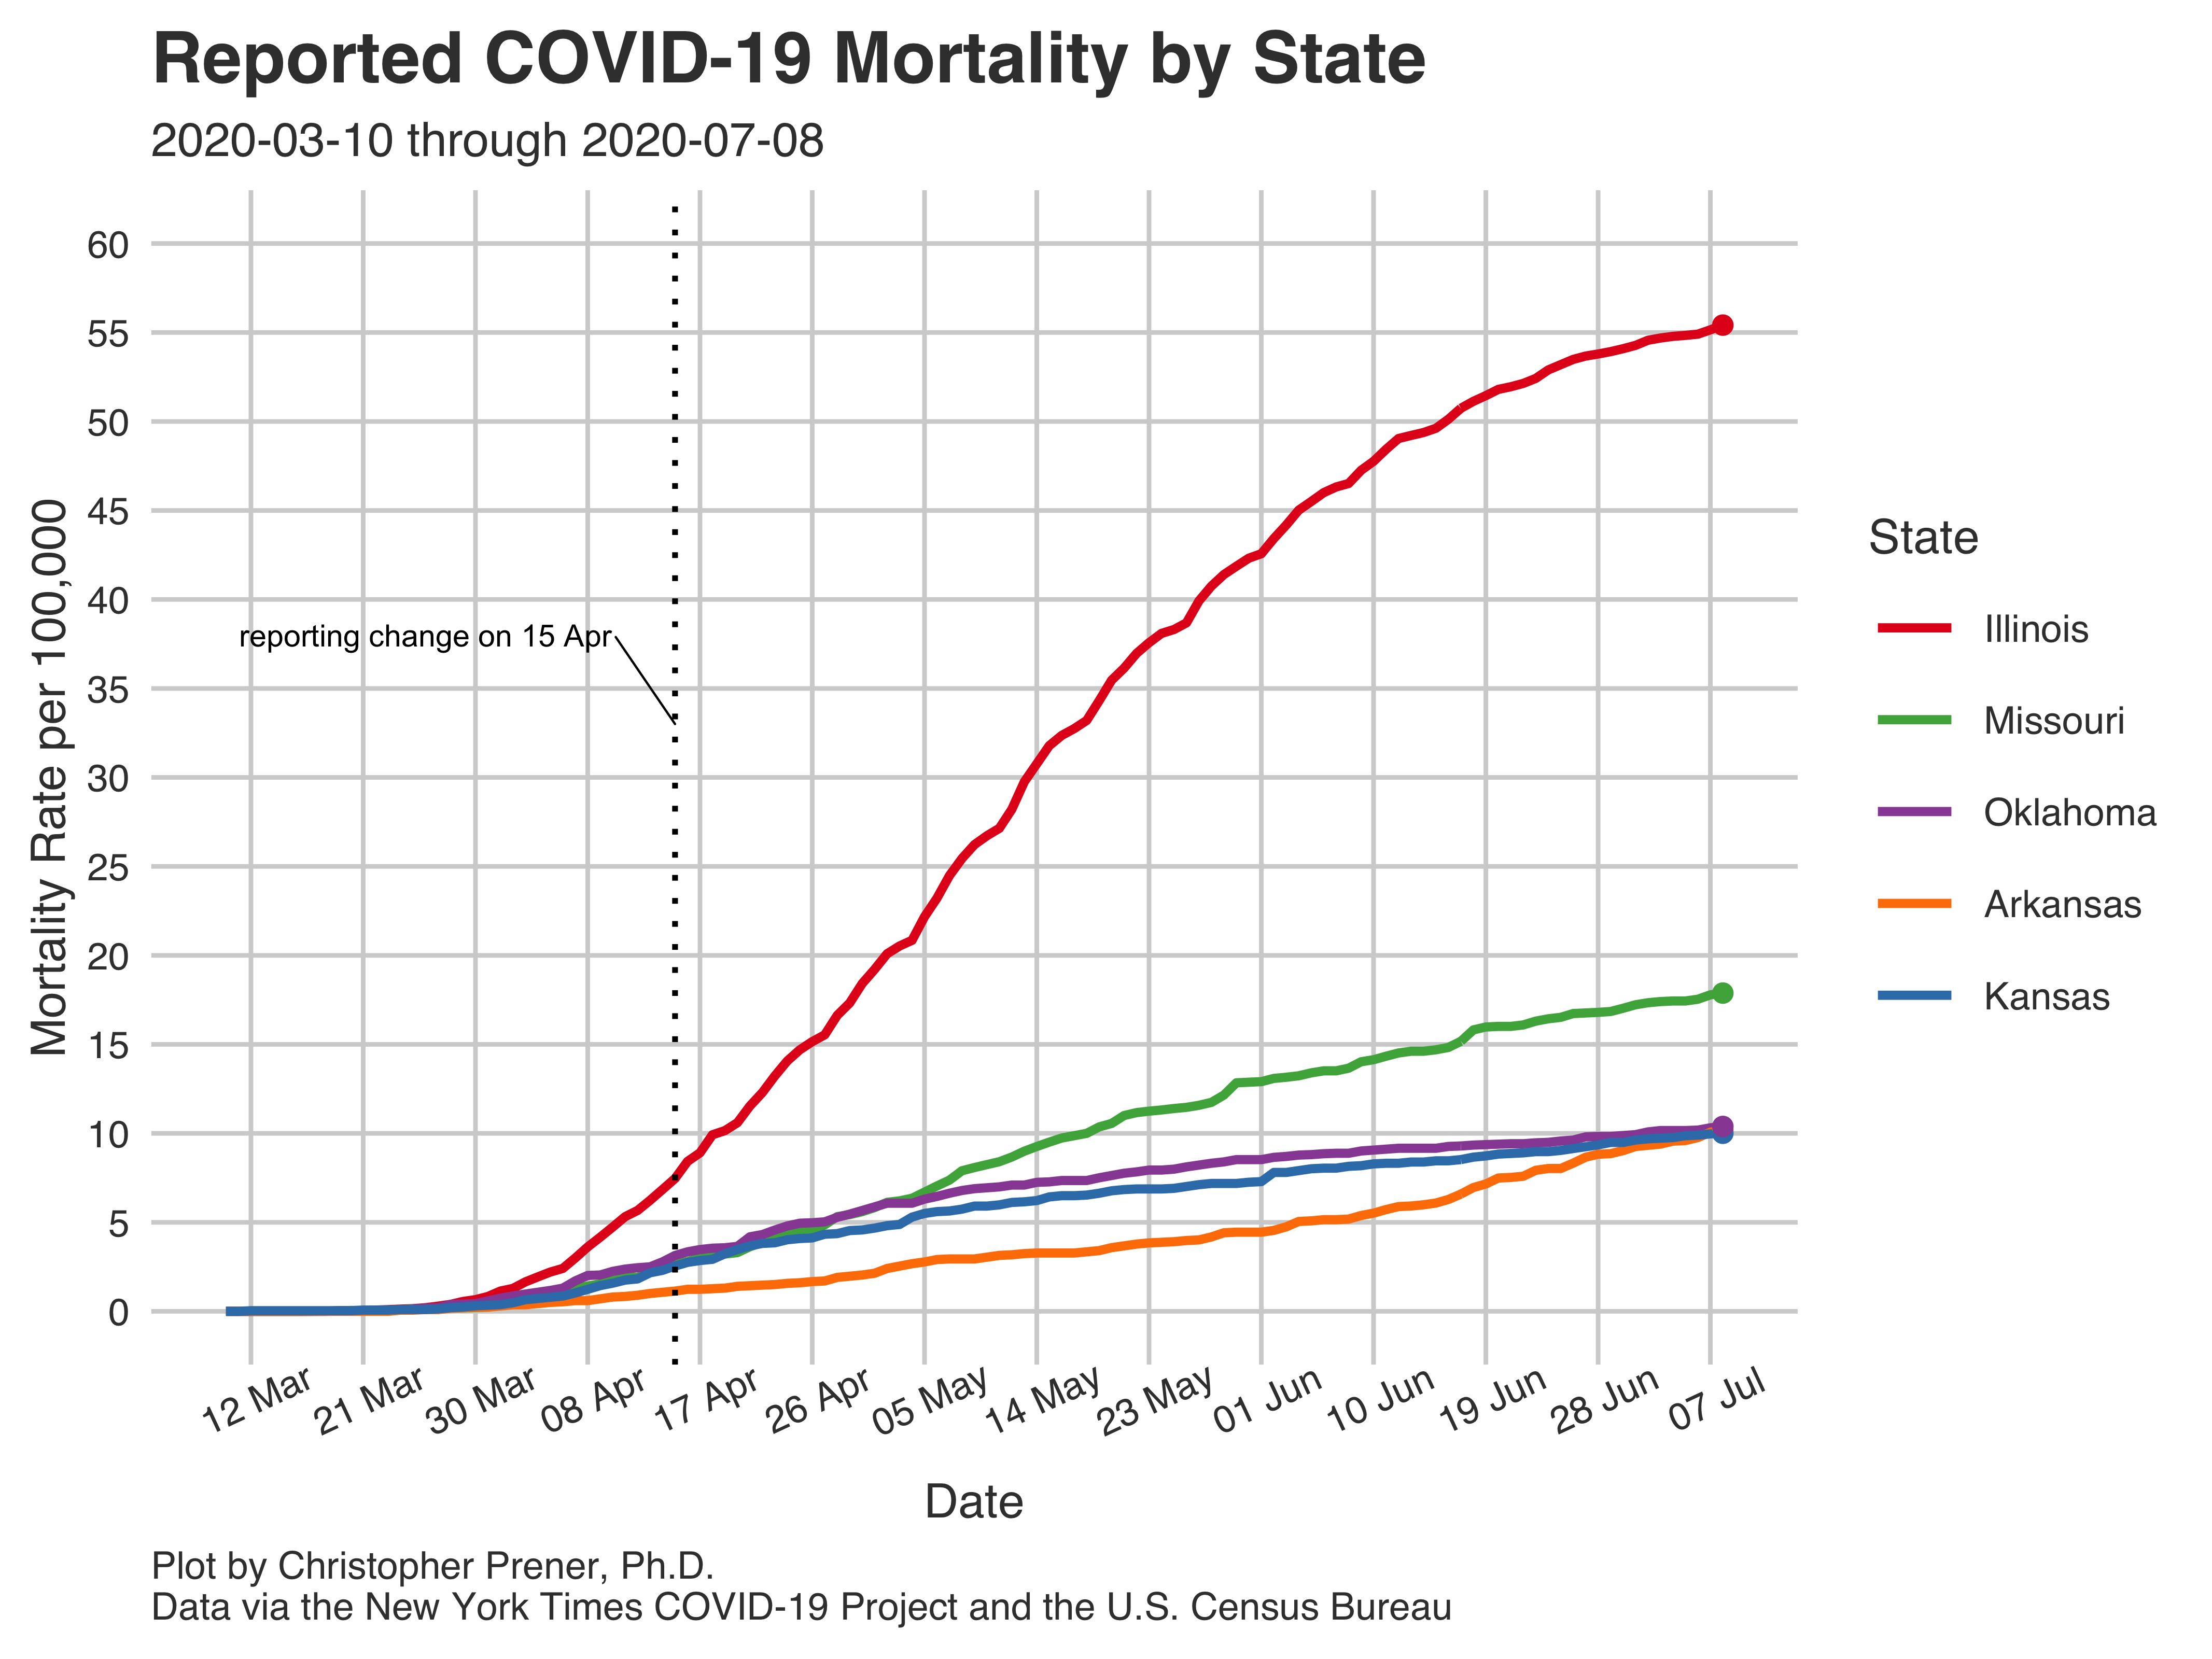 Reported COVID-19 Mortality by State
2020-03-10 through 2020-07-08
Mortality Rate per 100,000
60
55
50
45
40
35
30
25
20
15
10
5
0
reporting change on 15 Apr
12 Mar
21 Mar
30 Mar
08 Apr
17 Apr
26 Apr
05 May
14 May
23 May
01 Jun
10 Jun
19 Jun
28 Jun
07 Jul
Date
State
Illinois
Missouri
Oklahoma
Arkansas
Kansas
Plot by Christopher Prener, Ph.D.
Data via the New York Times COVID-19 Project and the U.S. Census Bureau